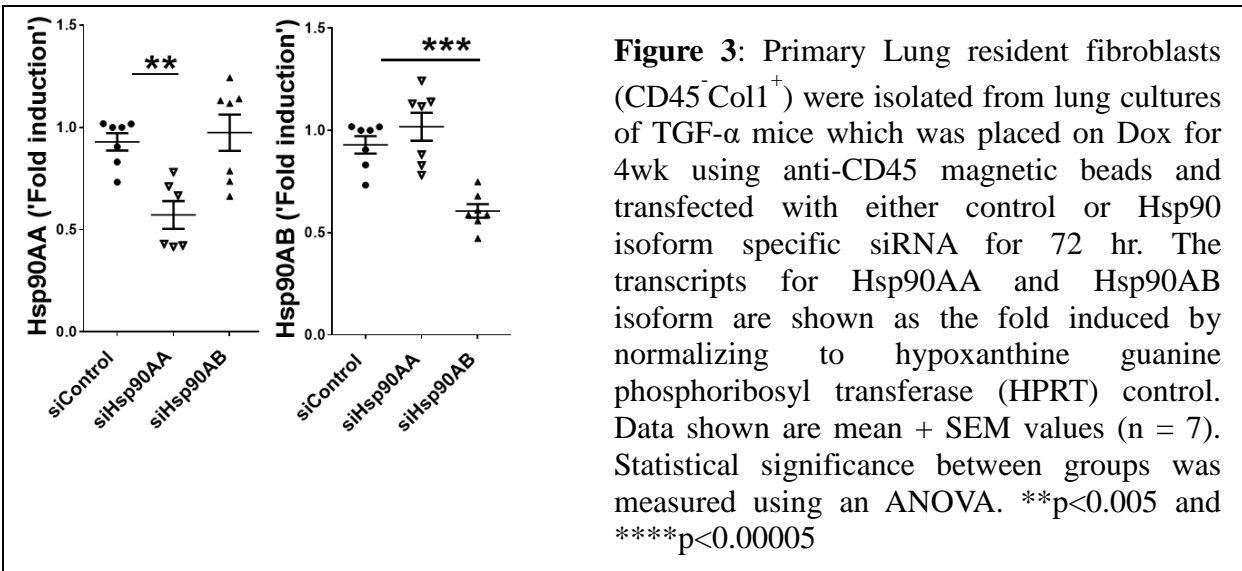 1.5
1.0
0.5
0.0
Hsp90AA ('Fold induction')
**
siControl
siHsp90AA
siHsp90AB
1.5
1.0
0.5
0.0
Hsp90AB ('Fold induction')
***
siControl
siHsp90AA
siHsp90AB
Figure 3: Primary Lung resident fibroblasts
(CD45-Col1+) were isolated from lung cultures
of TGF-α mice which was placed on Dox for
4wk using anti-CD45 magnetic beads and
transfected with either control or Hsp90
isoform specific siRNA for 72 hr. The
transcripts for Hsp90AA and Hsp90AB
isoform are shown as the fold induced by
normalizing to hypoxanthine guanine
phosphoribosyl transferase (HPRT) control.
Data shown are mean + SEM values (n = 7).
Statistical significance between groups was
measured using an ANOVA. **p<0.005 and
****p<0.00005